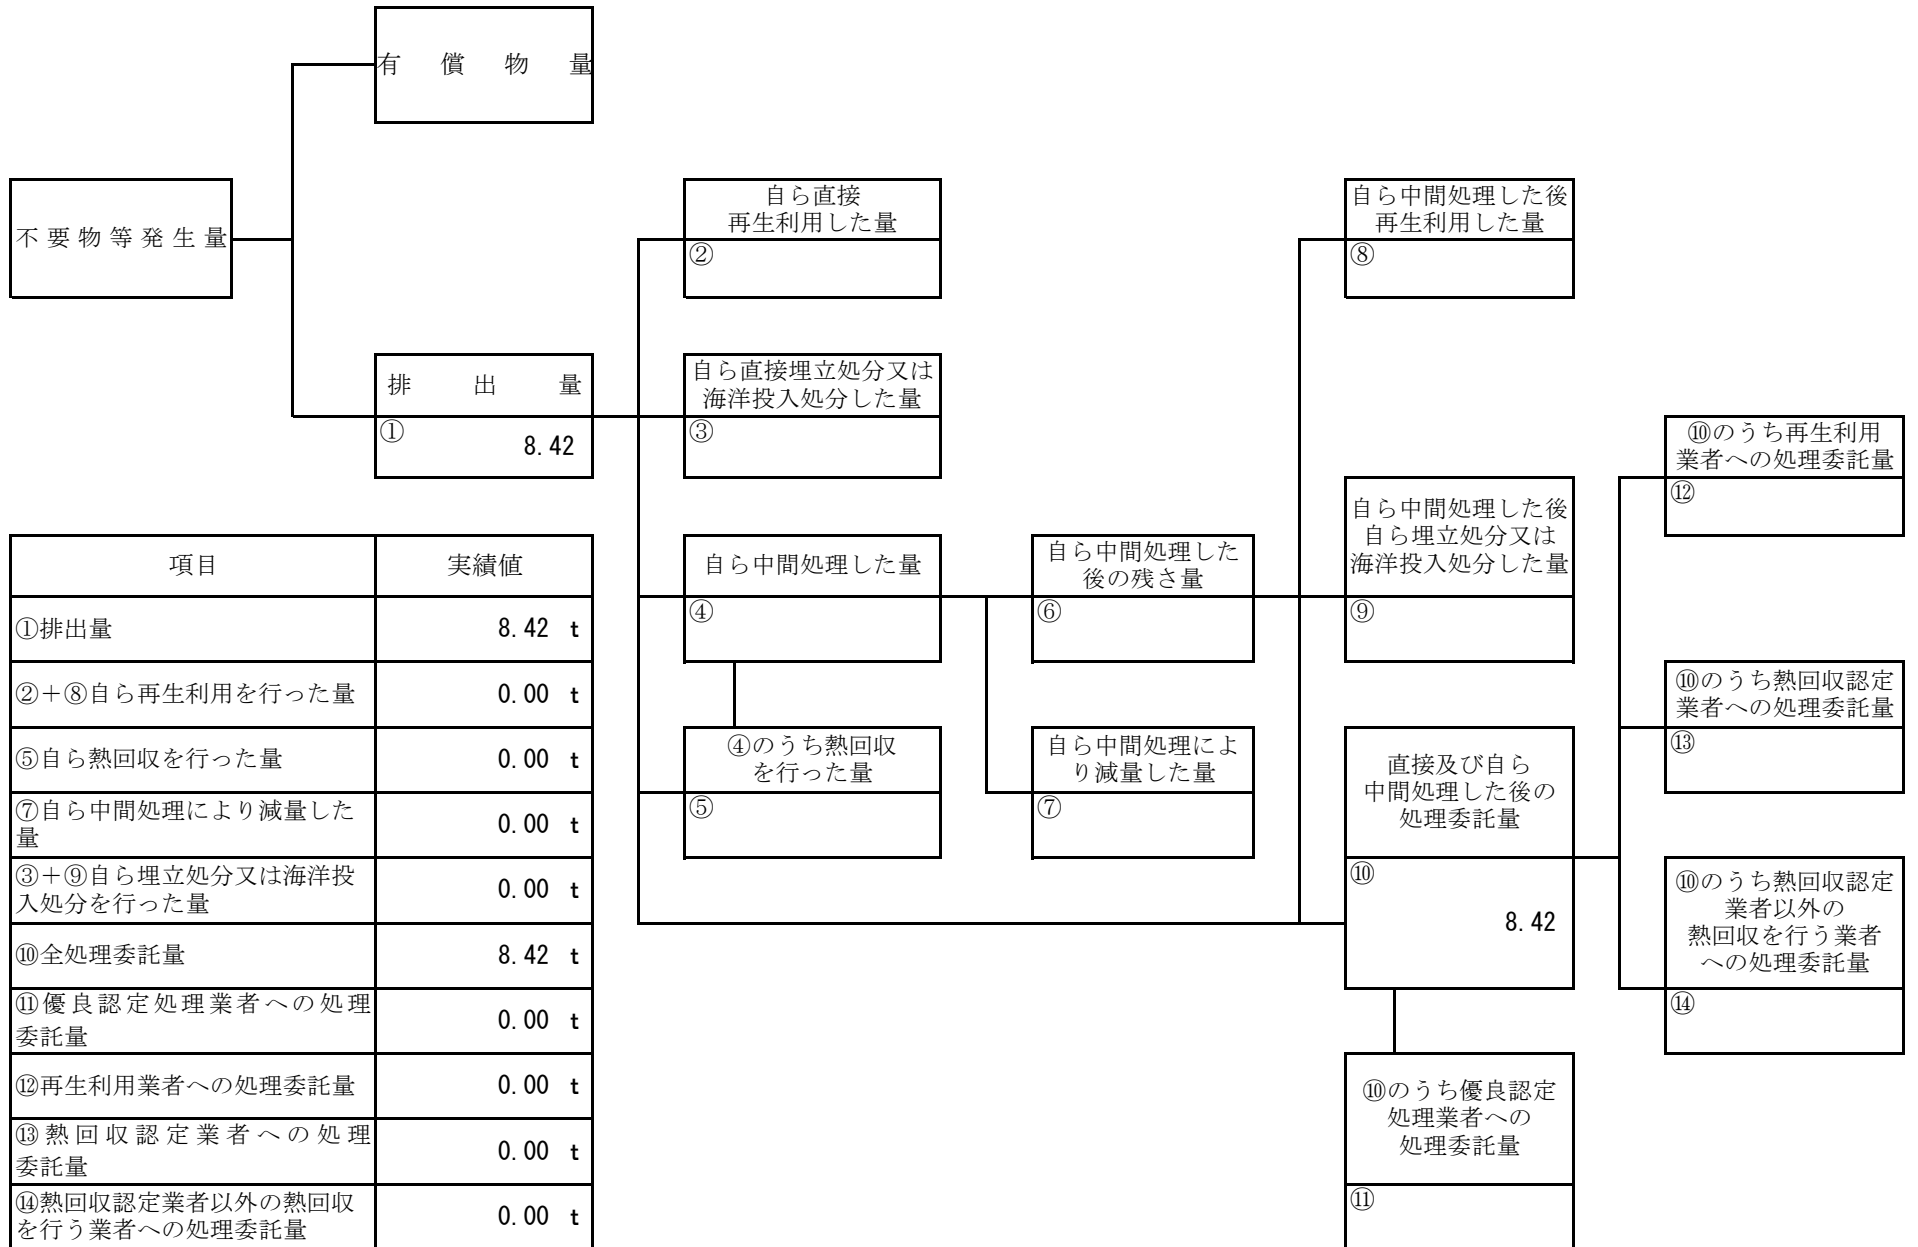 有償物量
不要物等発生量
自ら直接
再生利用した量
②
自ら中間処理した後
再生利用した量
⑧
排出量
①
8.42
自ら直接埋立処分又は
海洋投入処分した量
③
⑩のうち再生利用
業者への処理委託量
⑫
自ら中間処理した量
④
自ら中間処理した
後の残さ量
⑥
自ら中間処理した後
自ら埋立処分又は
海洋投入処分した量
⑨
④のうち熱回収
を行った量
⑤
自ら中間処理によ
り減量した量
⑦
直接及び自ら
中間処理した後の
処理委託量
⑩
8.42
⑩のうち熱回収認定
業者への処理委託量
⑬
⑩のうち熱回収認定
業者以外の
熱回収を行う業者
への処理委託量
⑭
⑩のうち優良認定
処理業者への
処理委託量
⑪
項目 実績値
①排出量 8.42 t
②＋⑧自ら再生利用を行った量 0.00 t
⑤自ら熱回収を行った量 0.00 t
⑦自ら中間処理により減量した
量 0.00 t
③＋⑨自ら埋立処分又は海洋投
入処分を行った量 0.00 t
⑩全処理委託量 8.42 t
⑪優良認定処理業者への処理
委託量 0.00 t
⑫再生利用業者への処理委託量 0.00 t
⑬熱回収認定業者への処理
委託量 0.00 t
⑭熱回収認定業者以外の熱回収
を行う業者への処理委託量 0.00 t